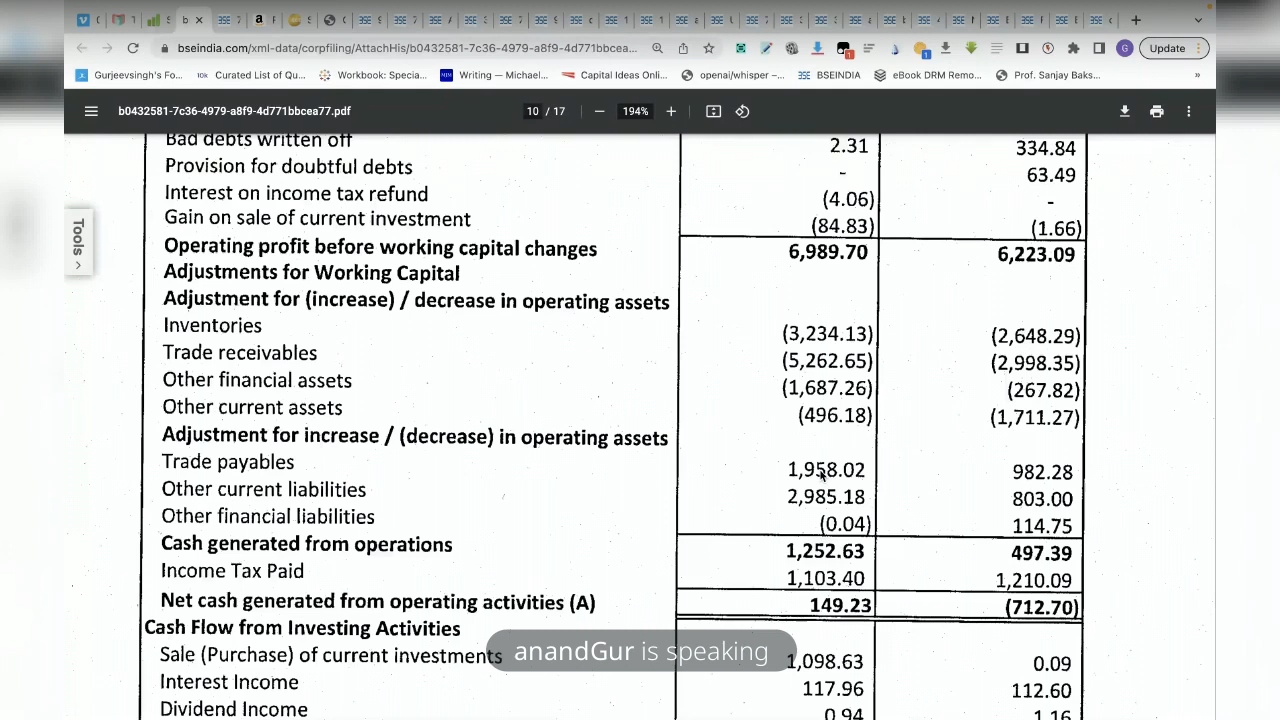 bseindia.com/xml-data/corpfiling/AttachHis/b0432581-7c36-4979-a8f9-4d771bbcea...
G
Update
Gurjeevsingh's Fo...
Curated List of Qu...
Workbook: Specia...
Writing — Michael...
Capital Ideas Onli...
openai/whisper –...
BSEINDIA
eBook DRM Remo...
Prof. Sanjay Baks...
»
b0432581-7c36-4979-a8f9-4d771bbcea77.pdf
10 / 17
194%
Tools
Bad debts written off 2.31 334.84
Provision for doubtful debts - 63.49
Interest on income tax refund (4.06) -
Gain on sale of current investment (84.83) (1.66)
Operating profit before working capital changes 6,989.70 6,223.09
Adjustments for Working Capital
Adjustment for (increase) / decrease in operating assets
Inventories (3,234.13) (2,648.29)
Trade receivables (5,262.65) (2,998.35)
Other financial assets (1,687.26) (267.82)
Other current assets (496.18) (1,711.27)
Adjustment for increase / (decrease) in operating assets
Trade payables 1,958.02 982.28
Other current liabilities 2,985.18 803.00
Other financial liabilities (0.04) 114.75
Cash generated from operations 1,252.63 497.39
Income Tax Paid 1,103.40 1,210.09
Net cash generated from operating activities (A) 149.23 (712.70)
Cash Flow from Investing Activities
Sale (Purchase) of current investments 1,098.63 0.09
anandGur is speaking
Interest Income 117.96 112.60
Dividend Income 0.94 1.16